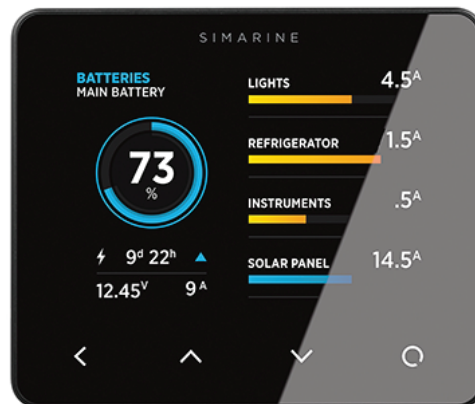 SIMARINE
BATTERIES
MAIN BATTERY
73
%
9d 22h
12.45V 9A
LIGHTS 4.5A
REFRIGERATOR 1.5A
INSTRUMENTS .5A
SOLAR PANEL 14.5A